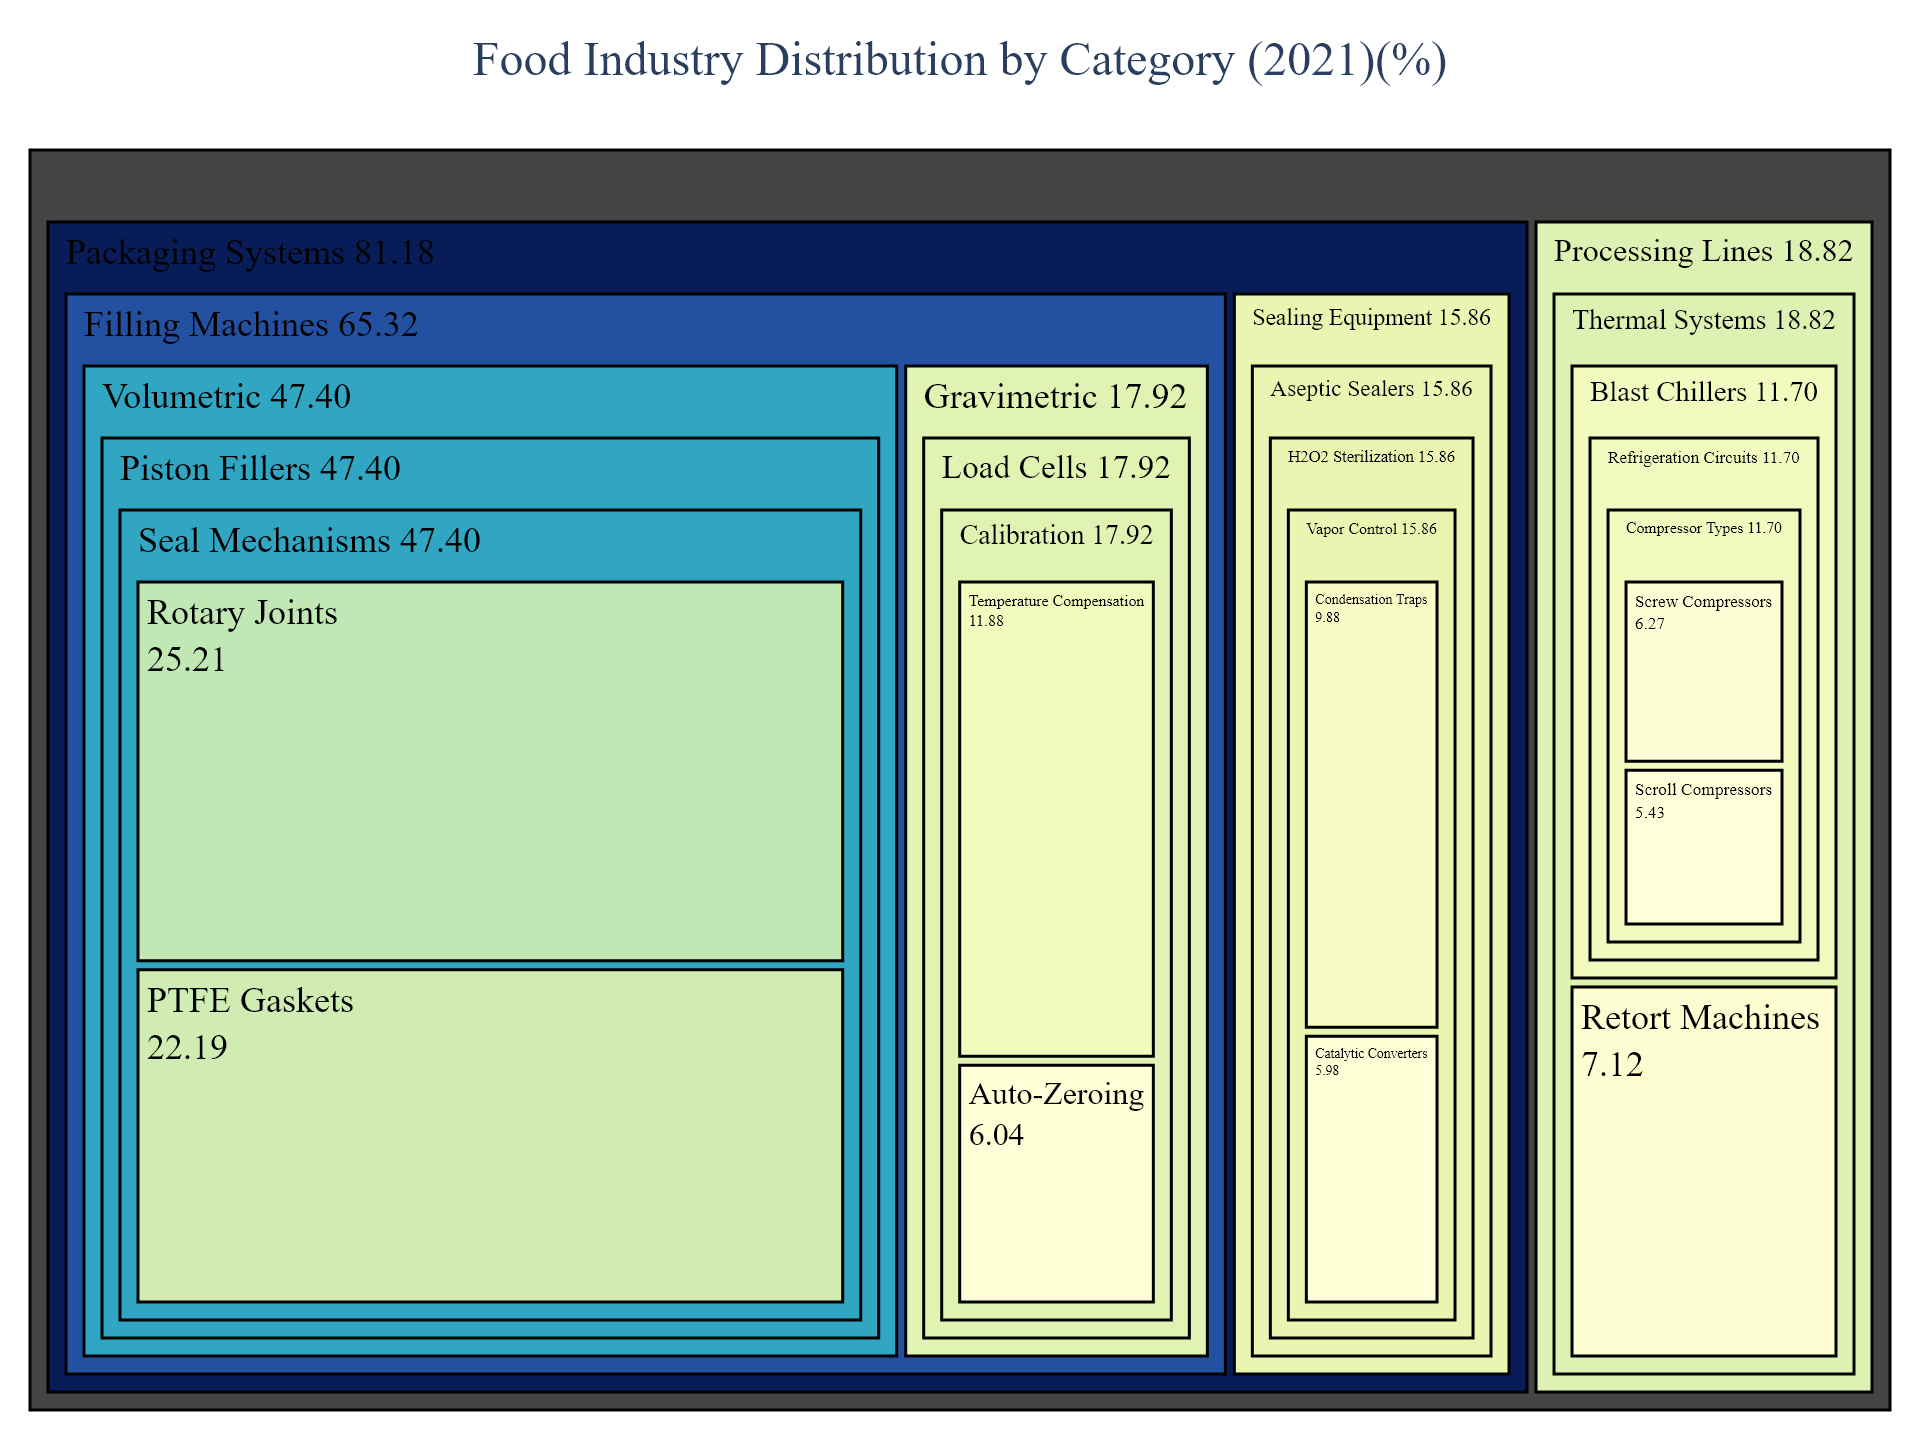 Food Industry Distribution by Category (2021)(%)
Packaging Systems 81.18
Filling Machines 65.32
Volumetric 47.40
Piston Fillers 47.40
Seal Mechanisms 47.40
Rotary Joints
25.21
PTFE Gaskets
22.19
Gravimetric 17.92
Load Cells 17.92
Calibration 17.92
Temperature Compensation
11.88
Auto-Zeroing
6.04
Sealing Equipment 15.86
Aseptic Sealers 15.86
H2O2 Sterilization 15.86
Vapor Control 15.86
Condensation Traps
9.88
Catalytic Converters
5.98
Processing Lines 18.82
Thermal Systems 18.82
Blast Chillers 11.70
Refrigeration Circuits 11.70
Compressor Types 11.70
Screw Compressors
6.27
Scroll Compressors
5.43
Retort Machines
7.12